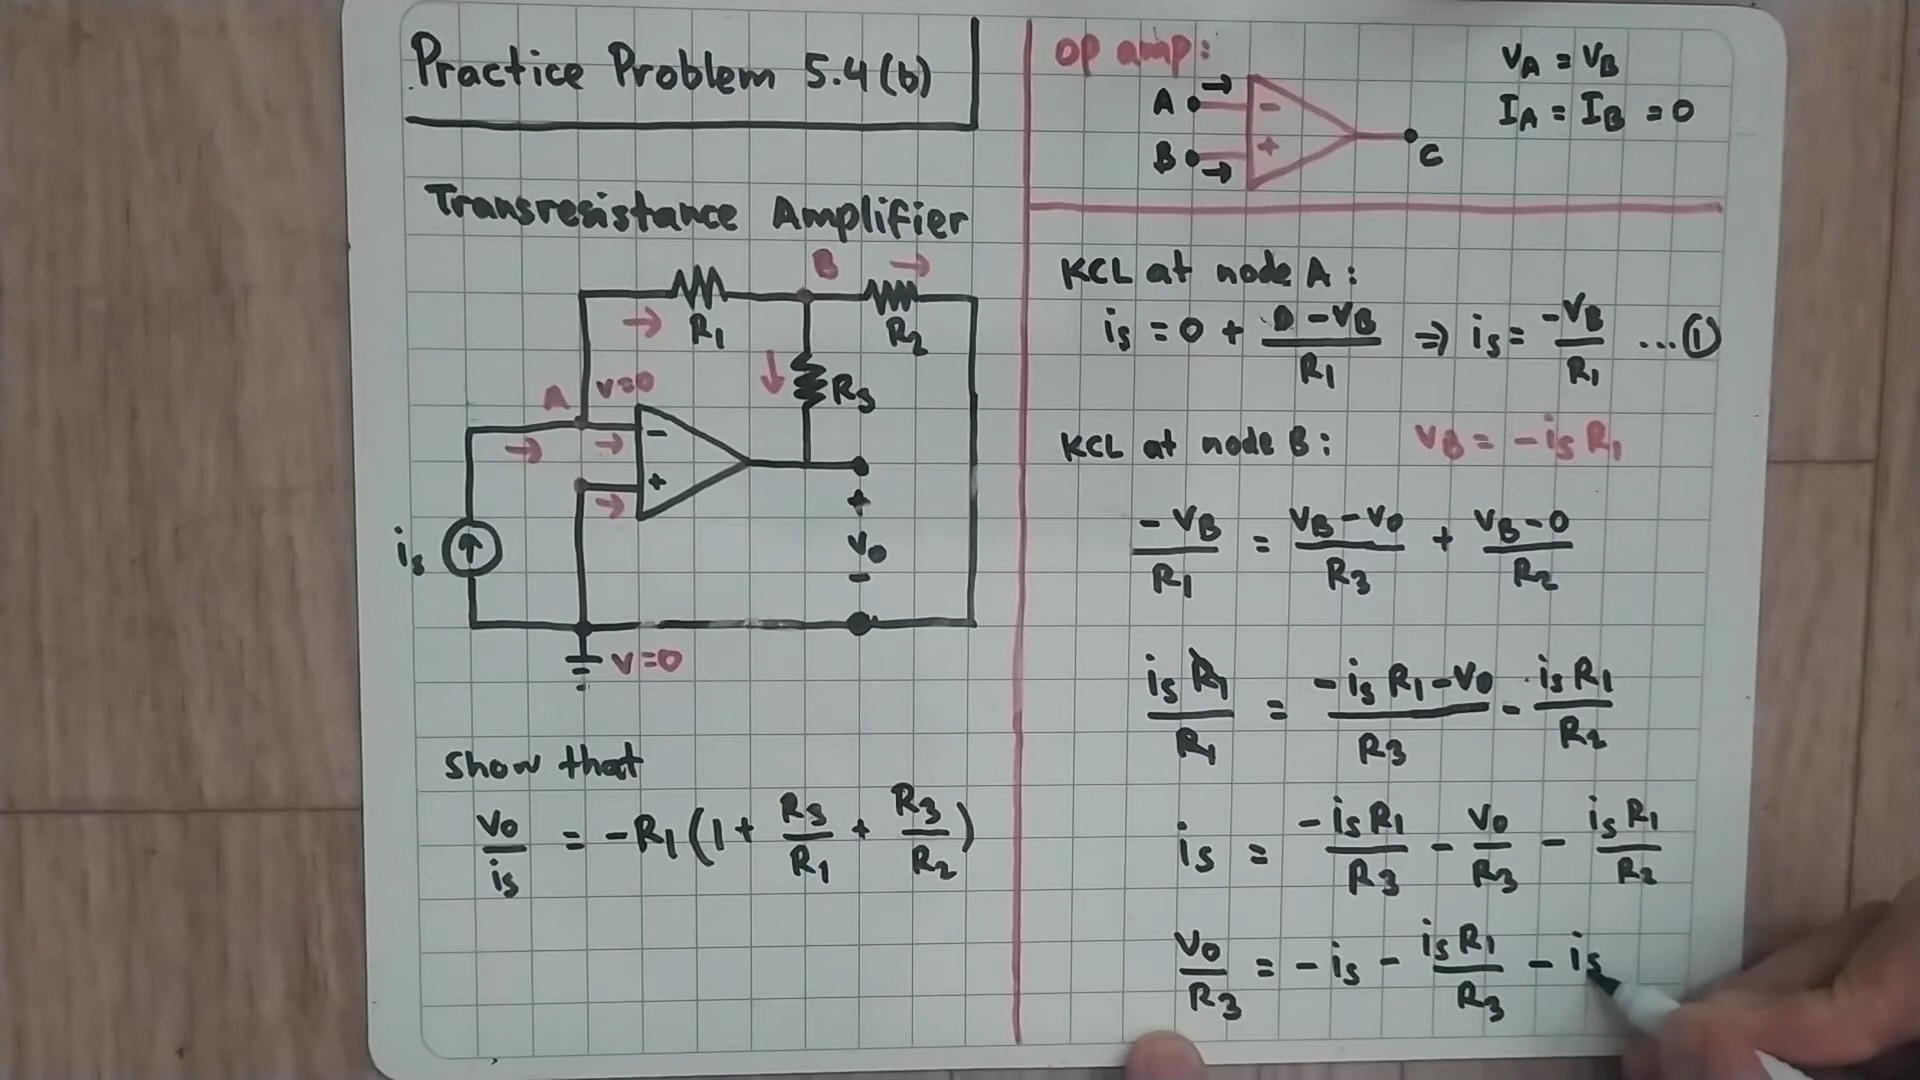 Practice Problem 5.4(b)
Transresistance Amplifier
B
R1
R2
A
v=0
R3
-
+
+
vo
-
is
v=0
Show that
vo/is = -R1 (1 + R3/R1 + R3/R2)
op amp:
A
-
B
+
C
VA = VB
IA = IB = 0
KCL at node A:
is = 0 + 0 - VB/R1 ⇒ is = -VB/R1 ...①
KCL at node B: VB = -is R1
-VB/R1 = VB - Vo/R3 + VB - 0/R2
is R1/R1 = -is R1 - Vo/R3 - is R1/R2
is = -is R1/R3 - Vo/R3 - is R1/R2
Vo/R3 = -is - is R1/R3 - is